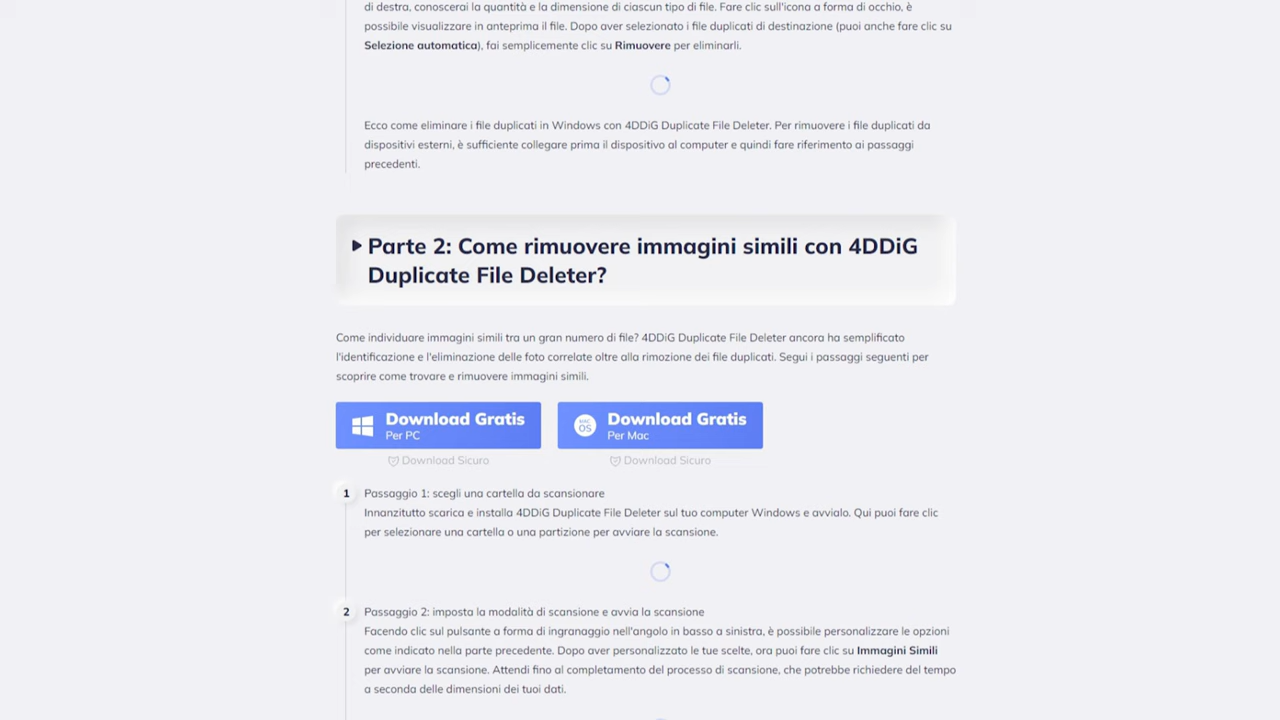 di destra, conoscerai la quantità e la dimensione di ciascun tipo di file. Fare clic sull'icona a forma di occhio, è
possibile visualizzare in anteprima il file. Dopo aver selezionato i file duplicati di destinazione (puoi anche fare clic su
Selezione automatica), fai semplicemente clic su Rimuovere per eliminarli.
Ecco come eliminare i file duplicati in Windows con 4DDiG Duplicate File Deleter. Per rimuovere i file duplicati da
dispositivi esterni, è sufficiente collegare prima il dispositivo al computer e quindi fare riferimento ai passaggi
precedenti.
Parte 2: Come rimuovere immagini simili con 4DDiG
Duplicate File Deleter?
Come individuare immagini simili tra un gran numero di file? 4DDiG Duplicate File Deleter ancora ha semplificato
l'identificazione e l'eliminazione delle foto correlate oltre alla rimozione dei file duplicati. Segui i passaggi seguenti per
scoprire come trovare e rimuovere immagini simili.
Download Gratis
Per PC
Download Sicuro
MAC OS
Download Gratis
Per Mac
Download Sicuro
1 Passaggio 1: scegli una cartella da scansionare
Innanzitutto scarica e installa 4DDiG Duplicate File Deleter sul tuo computer Windows e avvialo. Qui puoi fare clic
per selezionare una cartella o una partizione per avviare la scansione.
2 Passaggio 2: imposta la modalità di scansione e avvia la scansione
Facendo clic sul pulsante a forma di ingranaggio nell'angolo in basso a sinistra, è possibile personalizzare le opzioni
come indicato nella parte precedente. Dopo aver personalizzato le tue scelte, ora puoi fare clic su Immagini Simili
per avviare la scansione. Attendi fino al completamento del processo di scansione, che potrebbe richiedere del tempo
a seconda delle dimensioni dei tuoi dati.